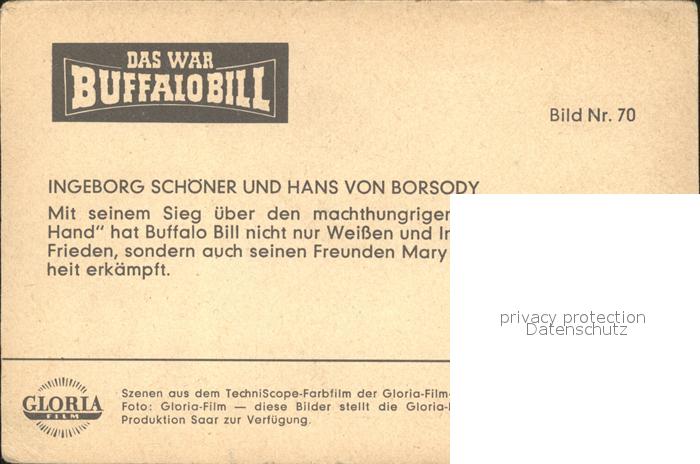 DAS WAR
BUFFALO BILL
Bild Nr. 70
INGEBORG SCHÖNER UND HANS VON BORSODY
Mit seinem Sieg über den machthungrigen
Hand" hat Buffalo Bill nicht nur Weißen und
Frieden, sondern auch seinen Freunden Mary
heit erkämpft.
privacy protection
Datenschutz
GLORIA
FILM
Szenen aus dem TechniScope-Farbfilm der Gloria-Film-
Foto: Gloria-Film — diese Bilder stellt die Gloria-
Produktion Saar zur Verfügung.